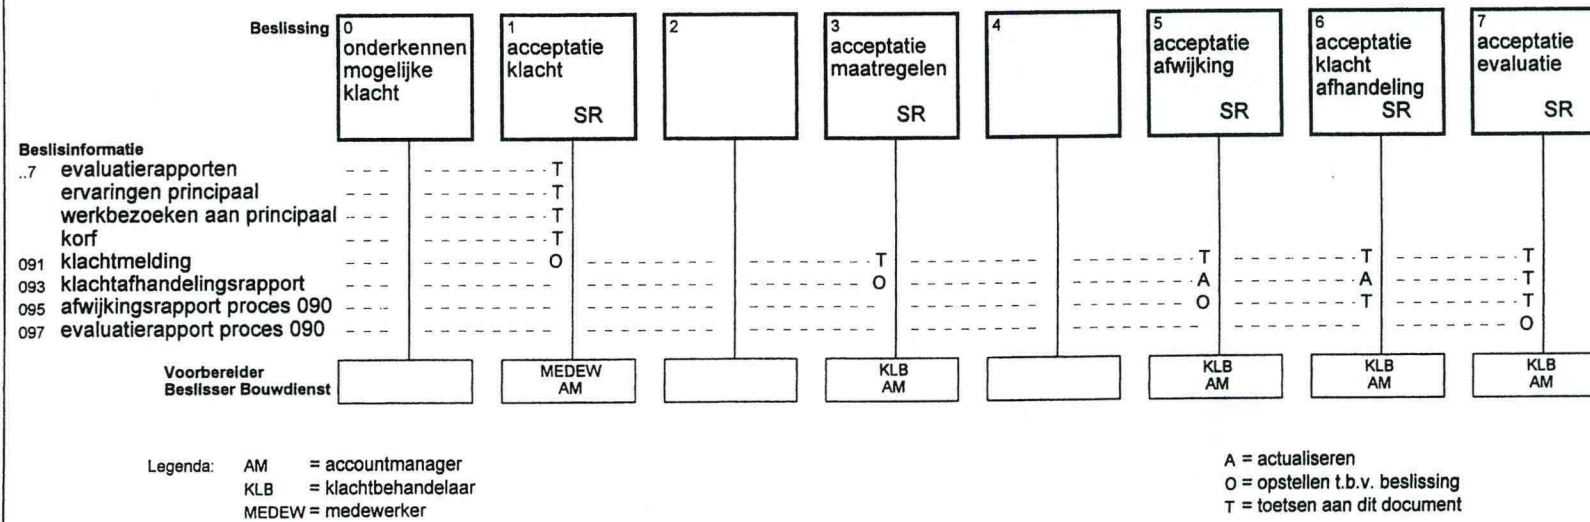 Beslissing
0
onderkennen
mogelijke
klacht
1
acceptatie
klacht
SR
2
3
acceptatie
maatregelen
SR
4
5
acceptatie
afwijking
SR
6
acceptatie
klacht
afhandeling
SR
7
acceptatie
evaluatie
SR
Beslisinformatie
..7 evaluatierapporten T
ervaringen principaal T
werkbezoeken aan principaal T
korf T
091 klachtmelding O T T T T
093 klachtafhandelingsrapport O A A T
095 afwijkingsrapport proces 090 O T T
097 evaluatierapport proces 090 O
Voorbereider MEDEW KLB KLB KLB KLB
Beslisser Bouwdienst AM AM AM AM AM
Legenda: AM = accountmanager
KLB = klachtbehandelaar
MEDEW = medewerker
A = actualiseren
O = opstellen t.b.v. beslissing
T = toetsen aan dit document